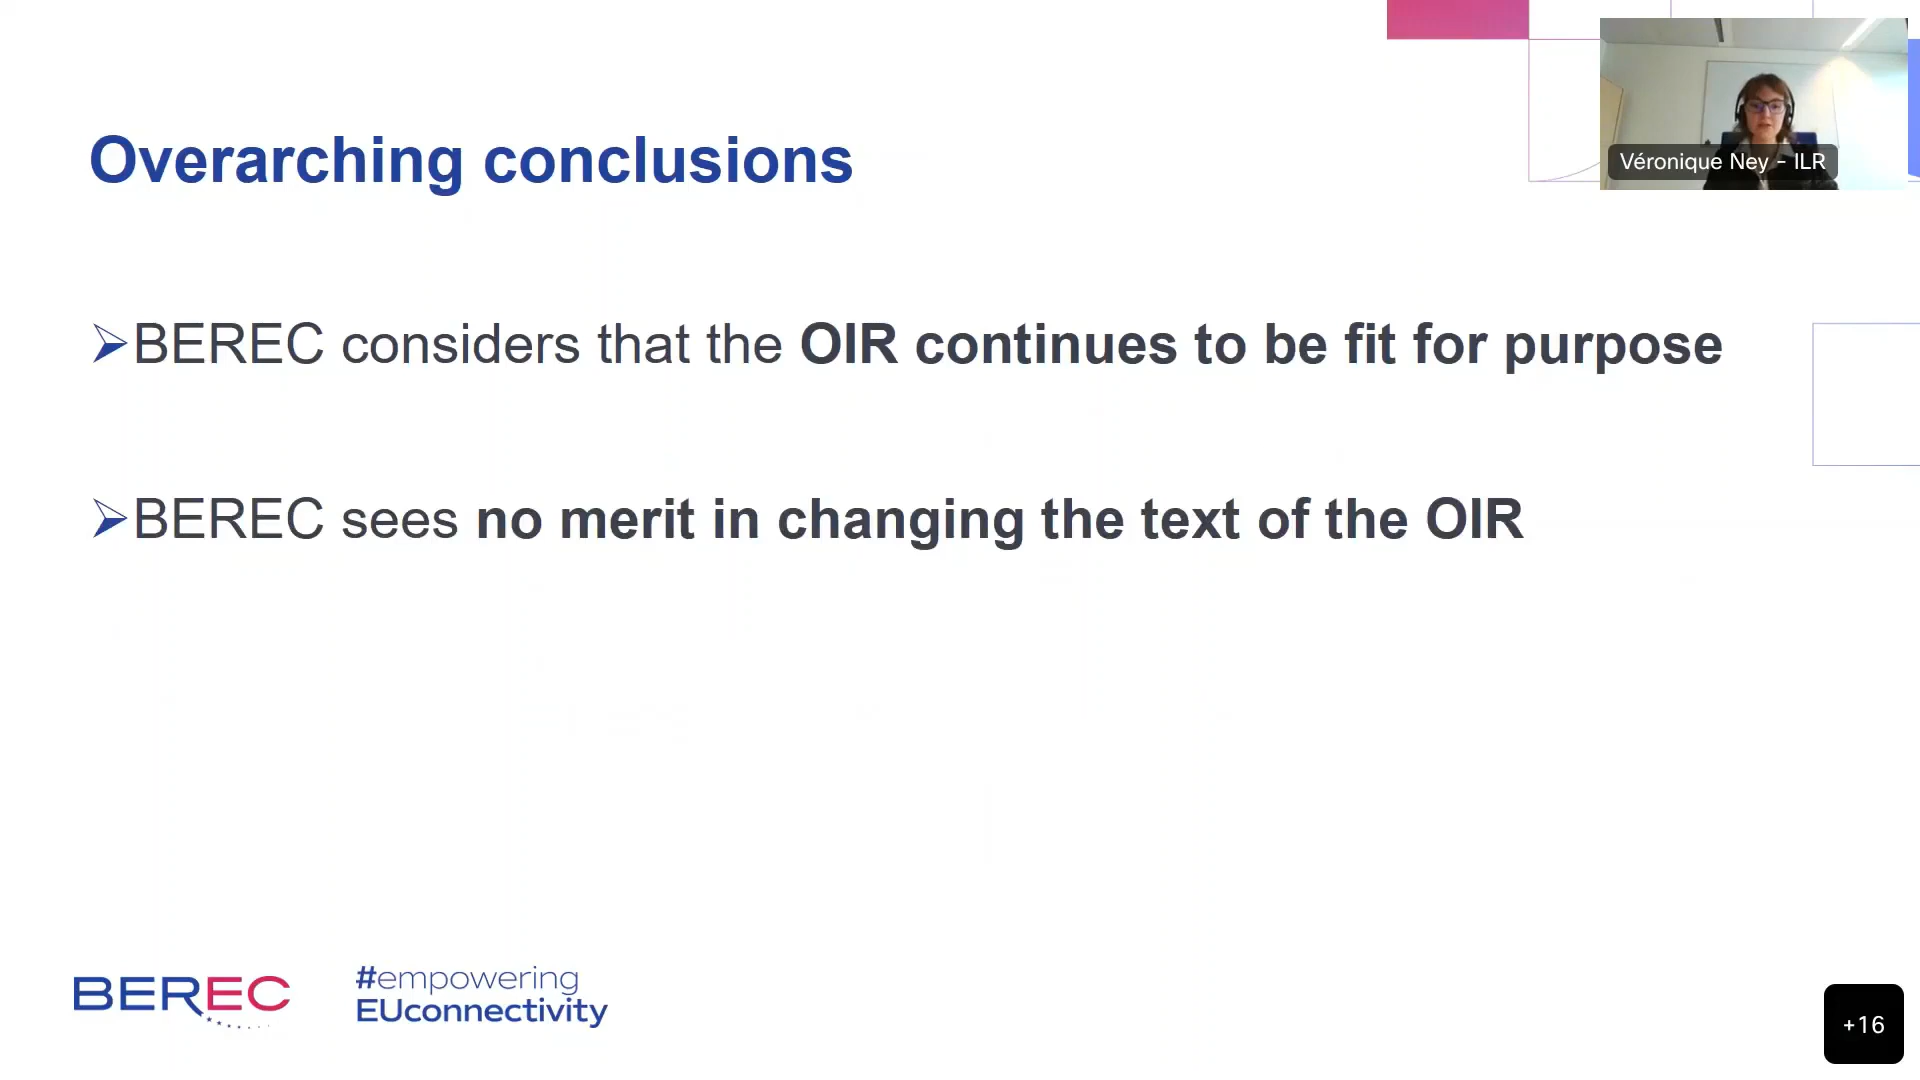 Overarching conclusions
Véronique Ney - ILR
➢BEREC considers that the OIR continues to be fit for purpose
➢BEREC sees no merit in changing the text of the OIR
BEREC
#empowering
EUconnectivity
+16